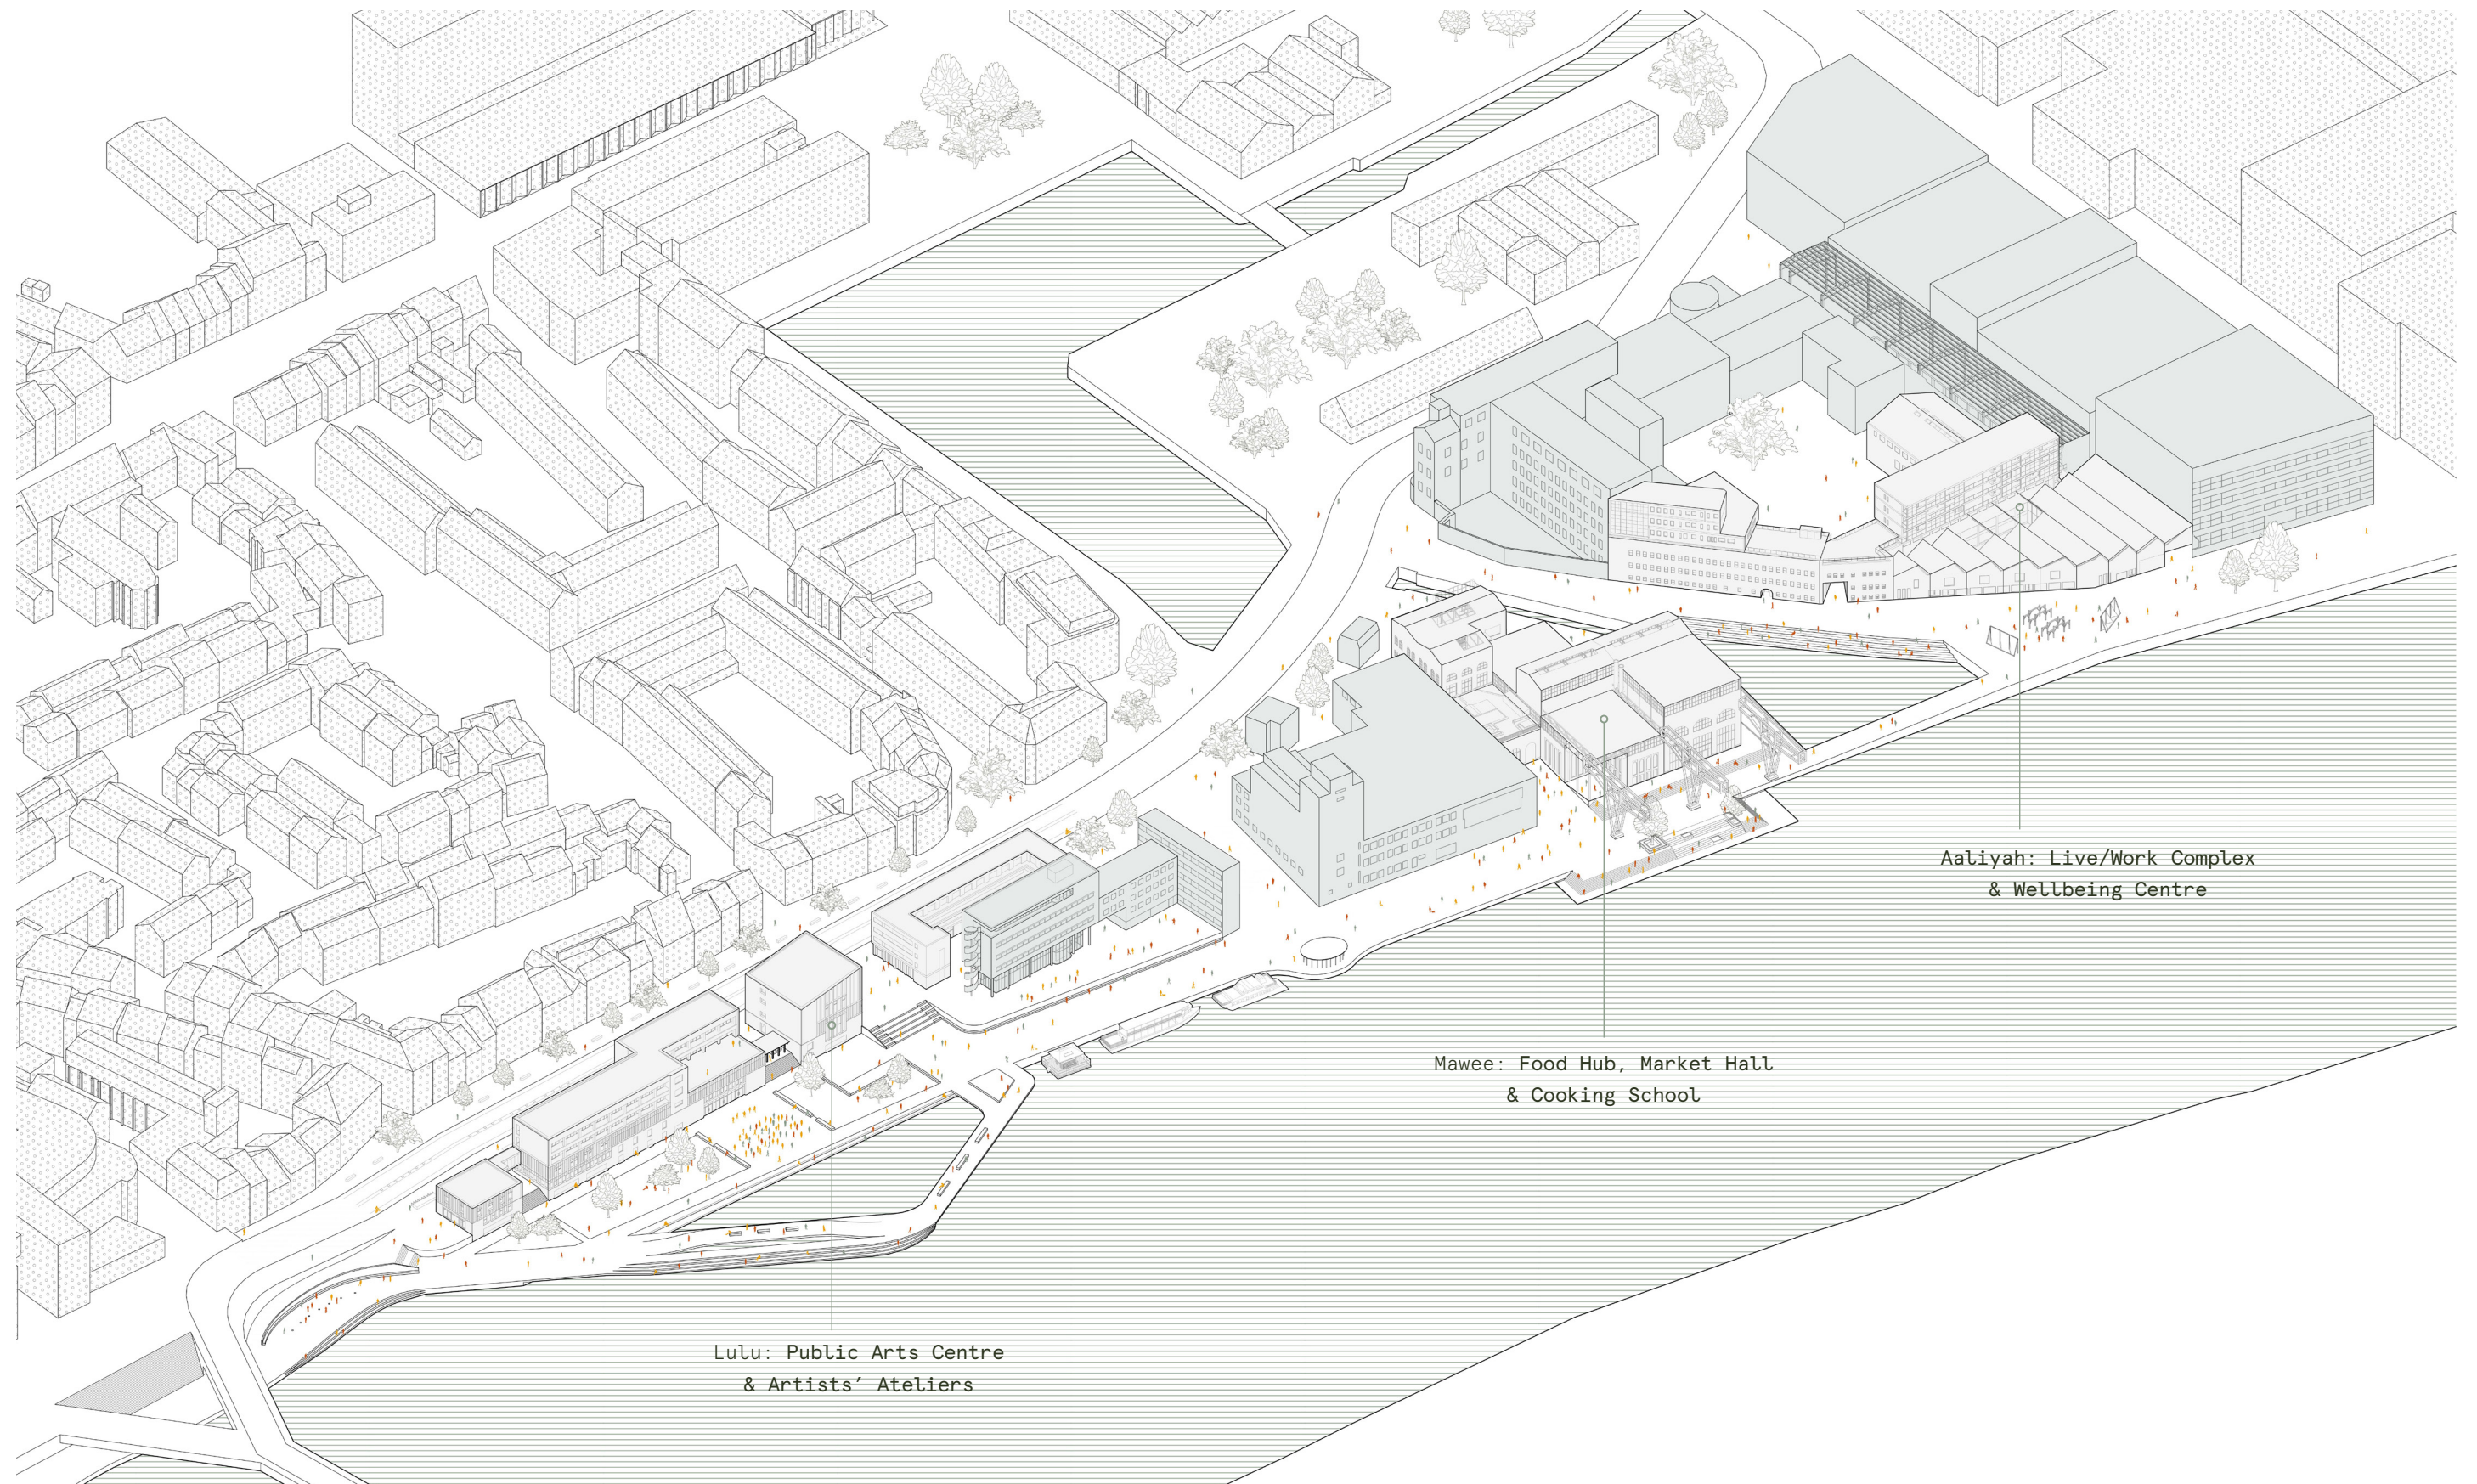 Aaliyah: Live/Work Complex
& Wellbeing Centre
Mawee: Food Hub, Market Hall
& Cooking School
Lulu: Public Arts Centre
& Artists’ Ateliers